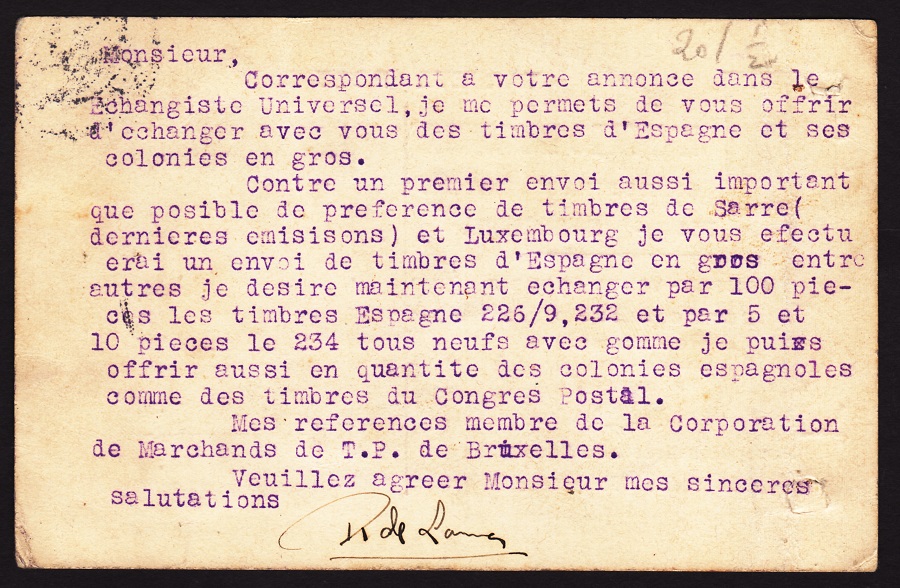 Monsieur,
20/ 1/2
Correspondant a votre annonce dans le
Echangiste Universel,je me permets de vous offrir
d'echanger avec vous des timbres d'Espagne et ses
colonies en gros.
Contre un premier envoi aussi important
que posible de preference de timbres de Sarre(
dernieres emisisons) et Luxembourg je vous efectu
erai un envoi de timbres d'Espagne en gros entre
autres je desire maintenant echanger par 100 pie-
ces les timbres Espagne 226/9,232 et par 5 et
10 pieces le 234 tous neufs avec gomme je puixs
offrir aussi en quantite des colonies espagnoles
comme des timbres du Congres Postal.
Mes references membre de la Corporation
de Marchands de T.P. de Bruxelles.
Veuillez agreer Monsieur mes sinceres
salutations